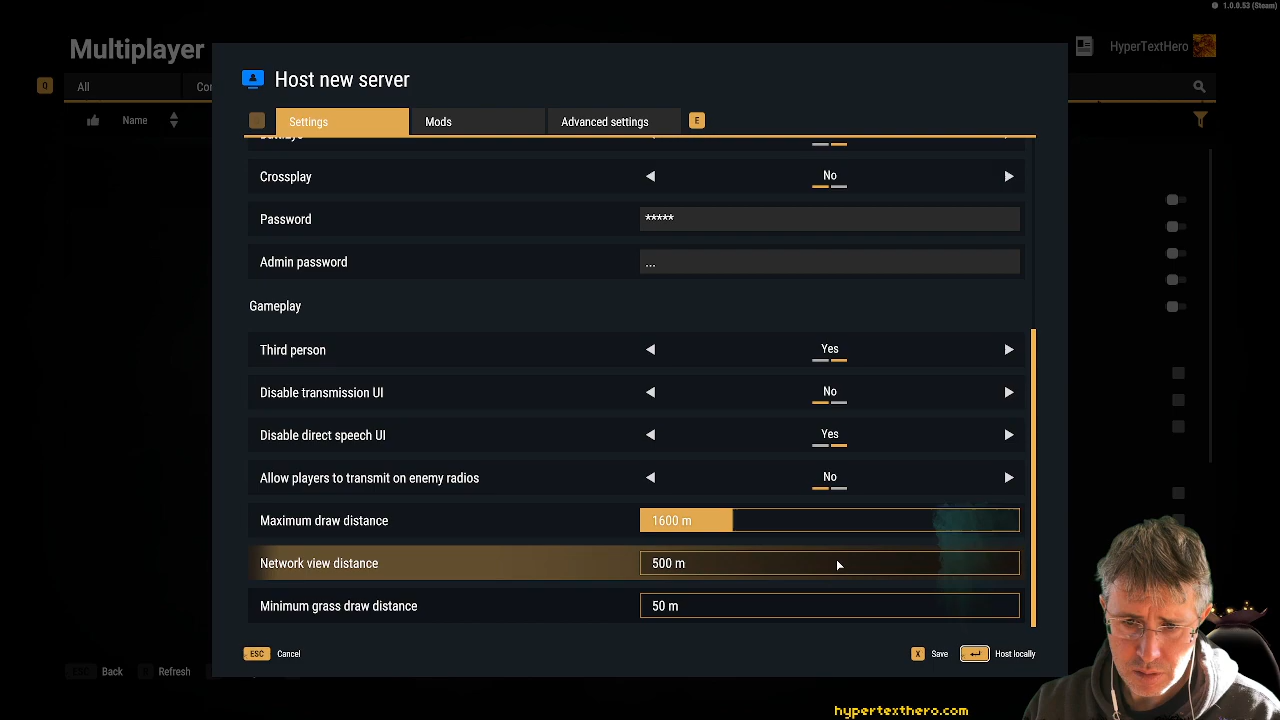 1.0.0.53 (Steam)
Multiplayer
HyperTextHero
Host new server
Q
All
Settings
Mods
Advanced settings
E
Name
Crossplay
No
Password
*****
Admin password
...
Gameplay
Third person
Yes
Disable transmission UI
No
Disable direct speech UI
Yes
Allow players to transmit on enemy radios
No
Maximum draw distance
1600 m
Network view distance
500 m
Minimum grass draw distance
50 m
ESC
Cancel
X
Save
Host locally
ESC
Back
Refresh
hypertexthero.com